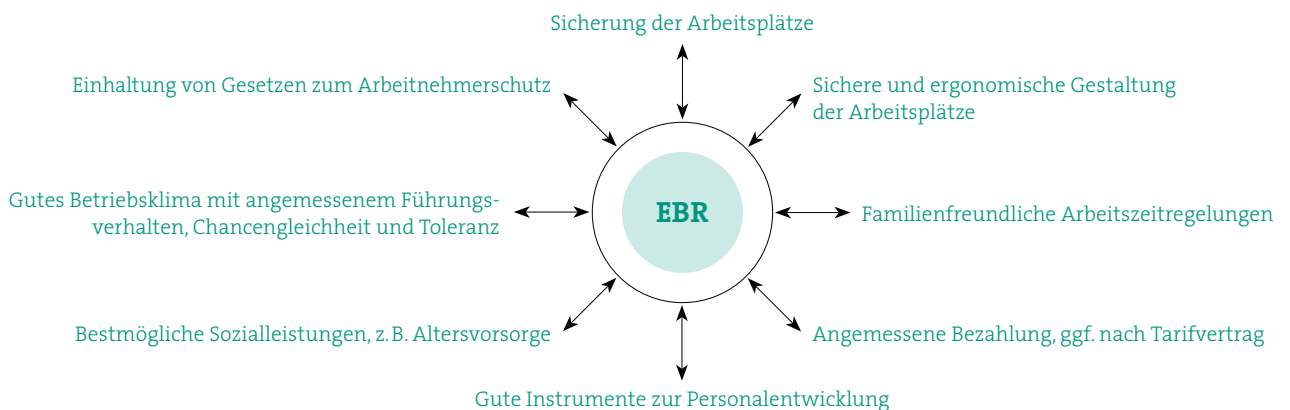 Sicherung der Arbeitsplätze
Einhaltung von Gesetzen zum Arbeitnehmerschutz
Sichere und ergonomische Gestaltung
der Arbeitsplätze
Gutes Betriebsklima mit angemessenem Führungs-
verhalten, Chancengleichheit und Toleranz
EBR
Familienfreundliche Arbeitszeitregelungen
Bestmögliche Sozialleistungen, z. B. Altersvorsorge
Angemessene Bezahlung, ggf. nach Tarifvertrag
Gute Instrumente zur Personalentwicklung